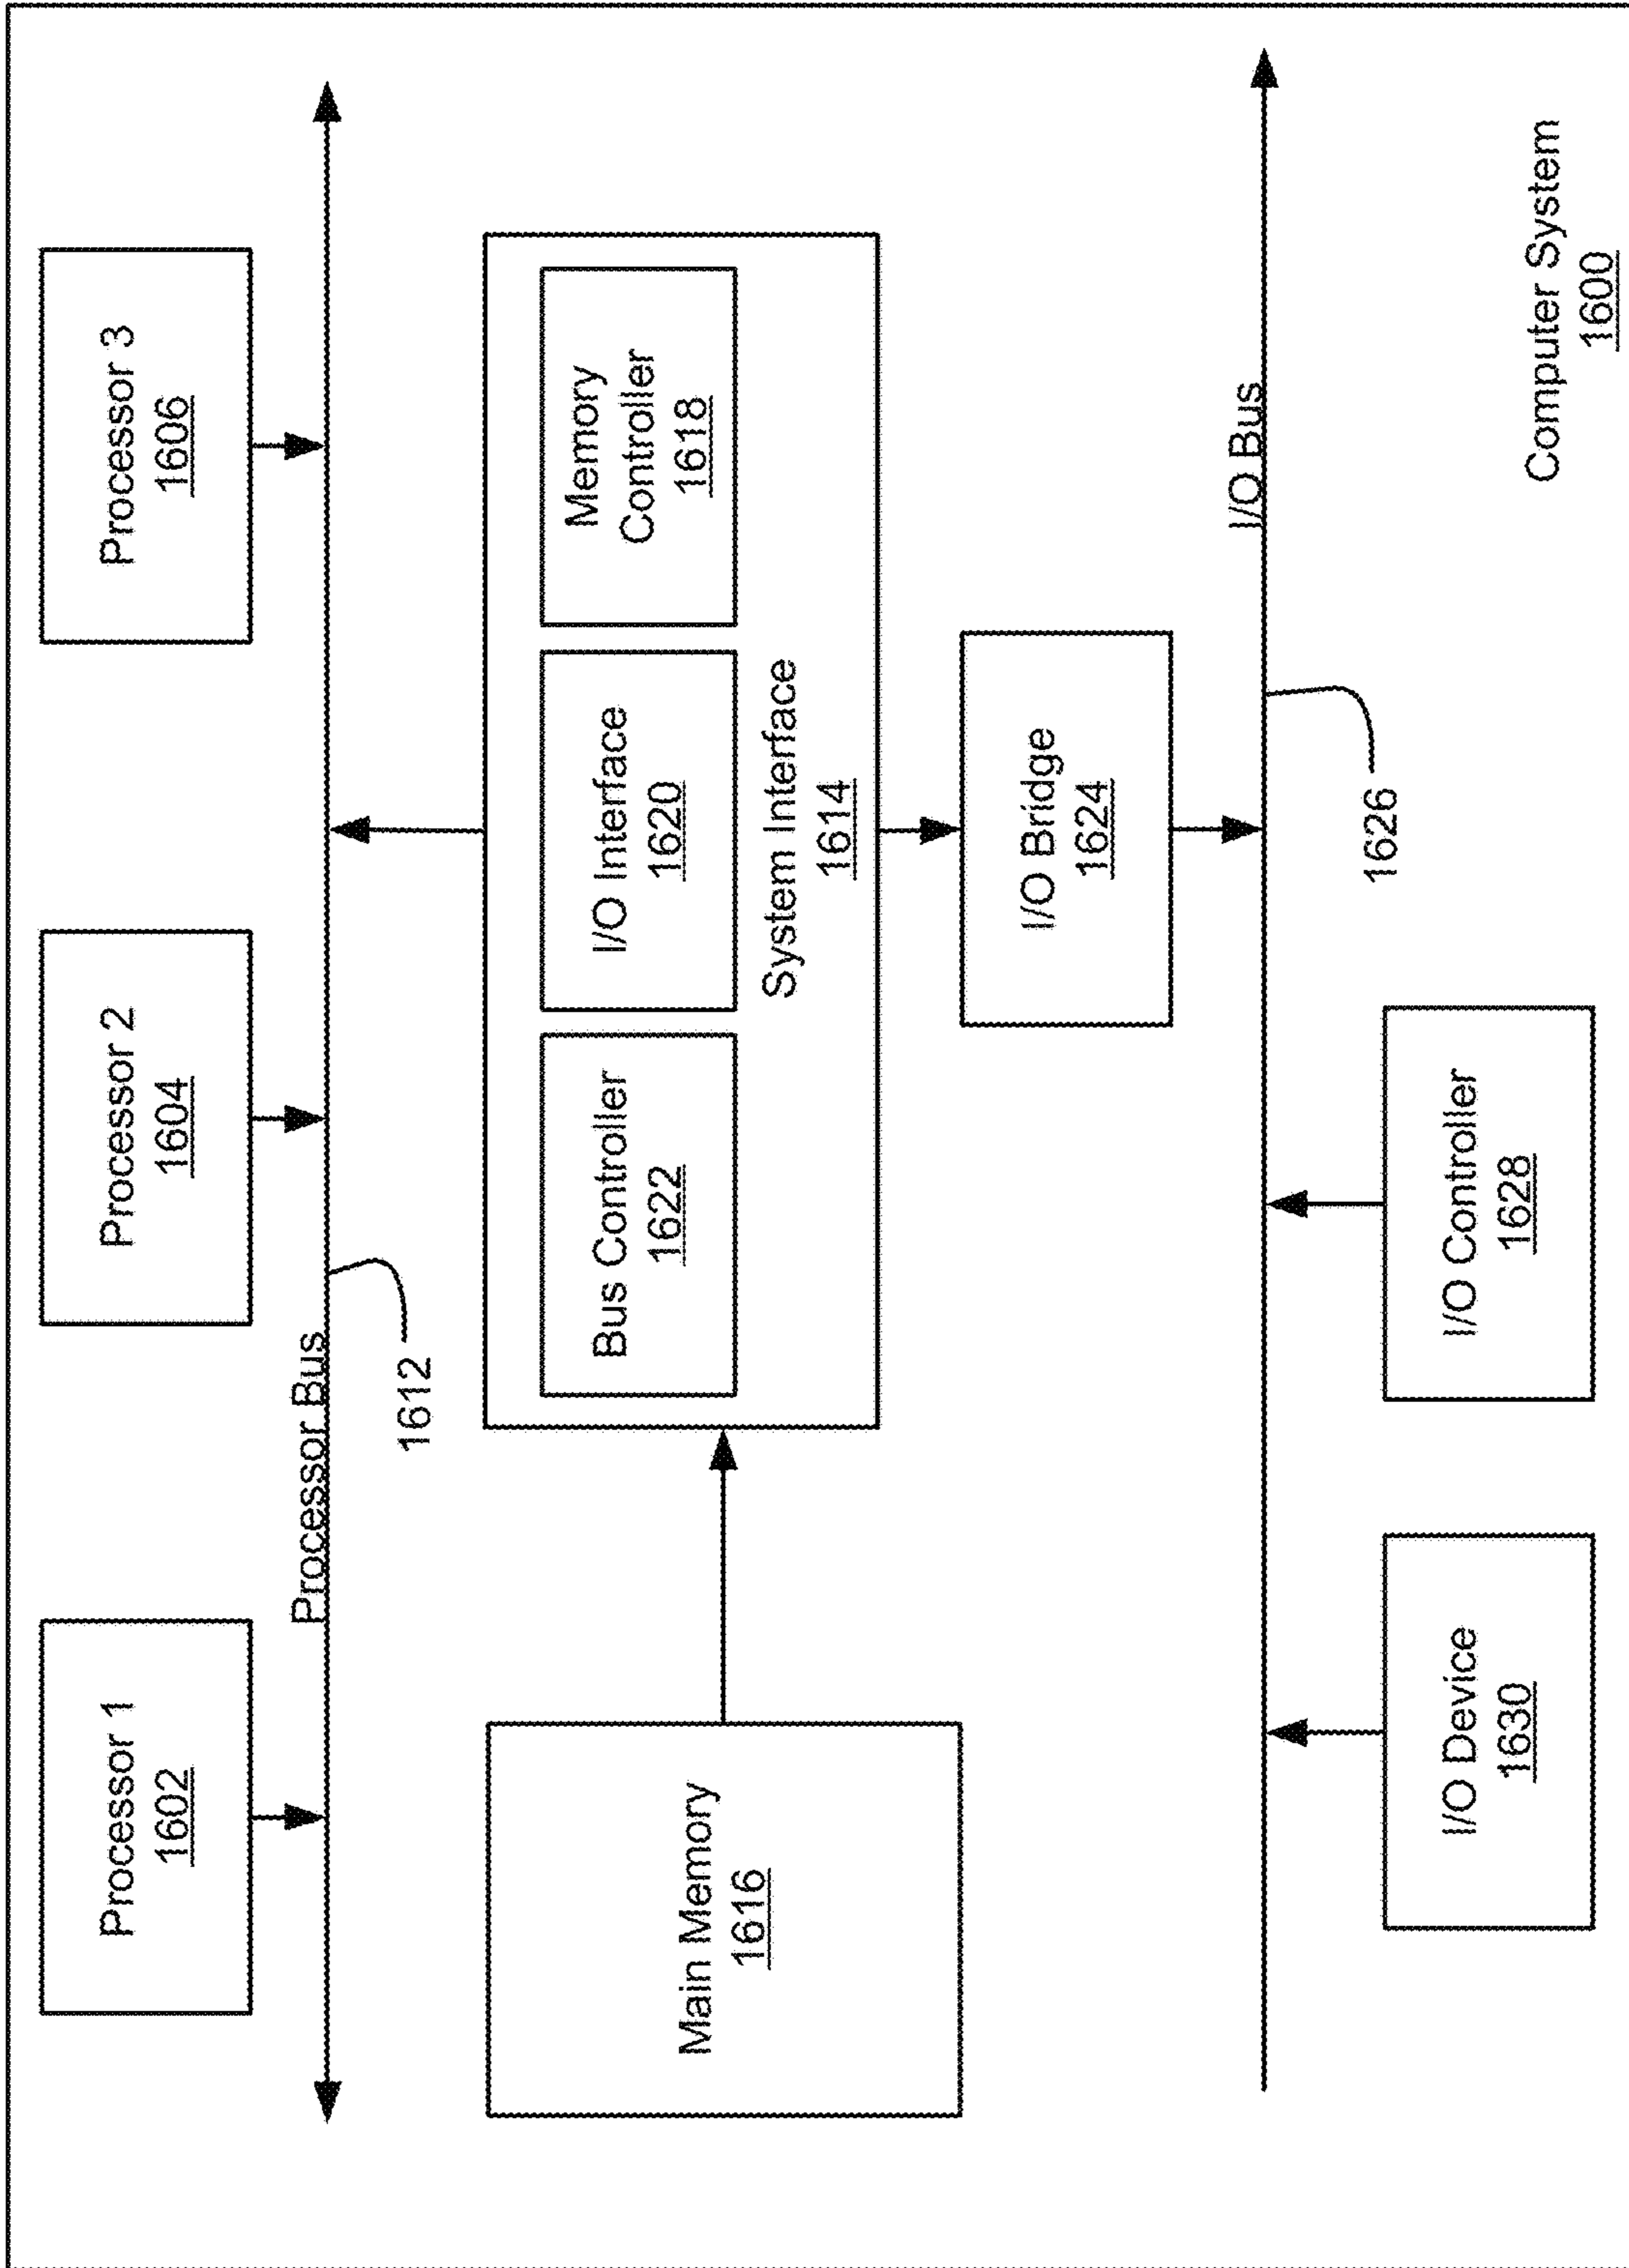 Processor 1
1602
Processor 2
1604
Processor 3
1606
Processor Bus
1612
Main Memory
1616
Bus Controller
1622
I/O Interface
1620
Memory
Controller
1618
System Interface
1614
I/O Bridge
1624
I/O Bus
1626
I/O Device
1630
I/O Controller
1628
Computer System
1600